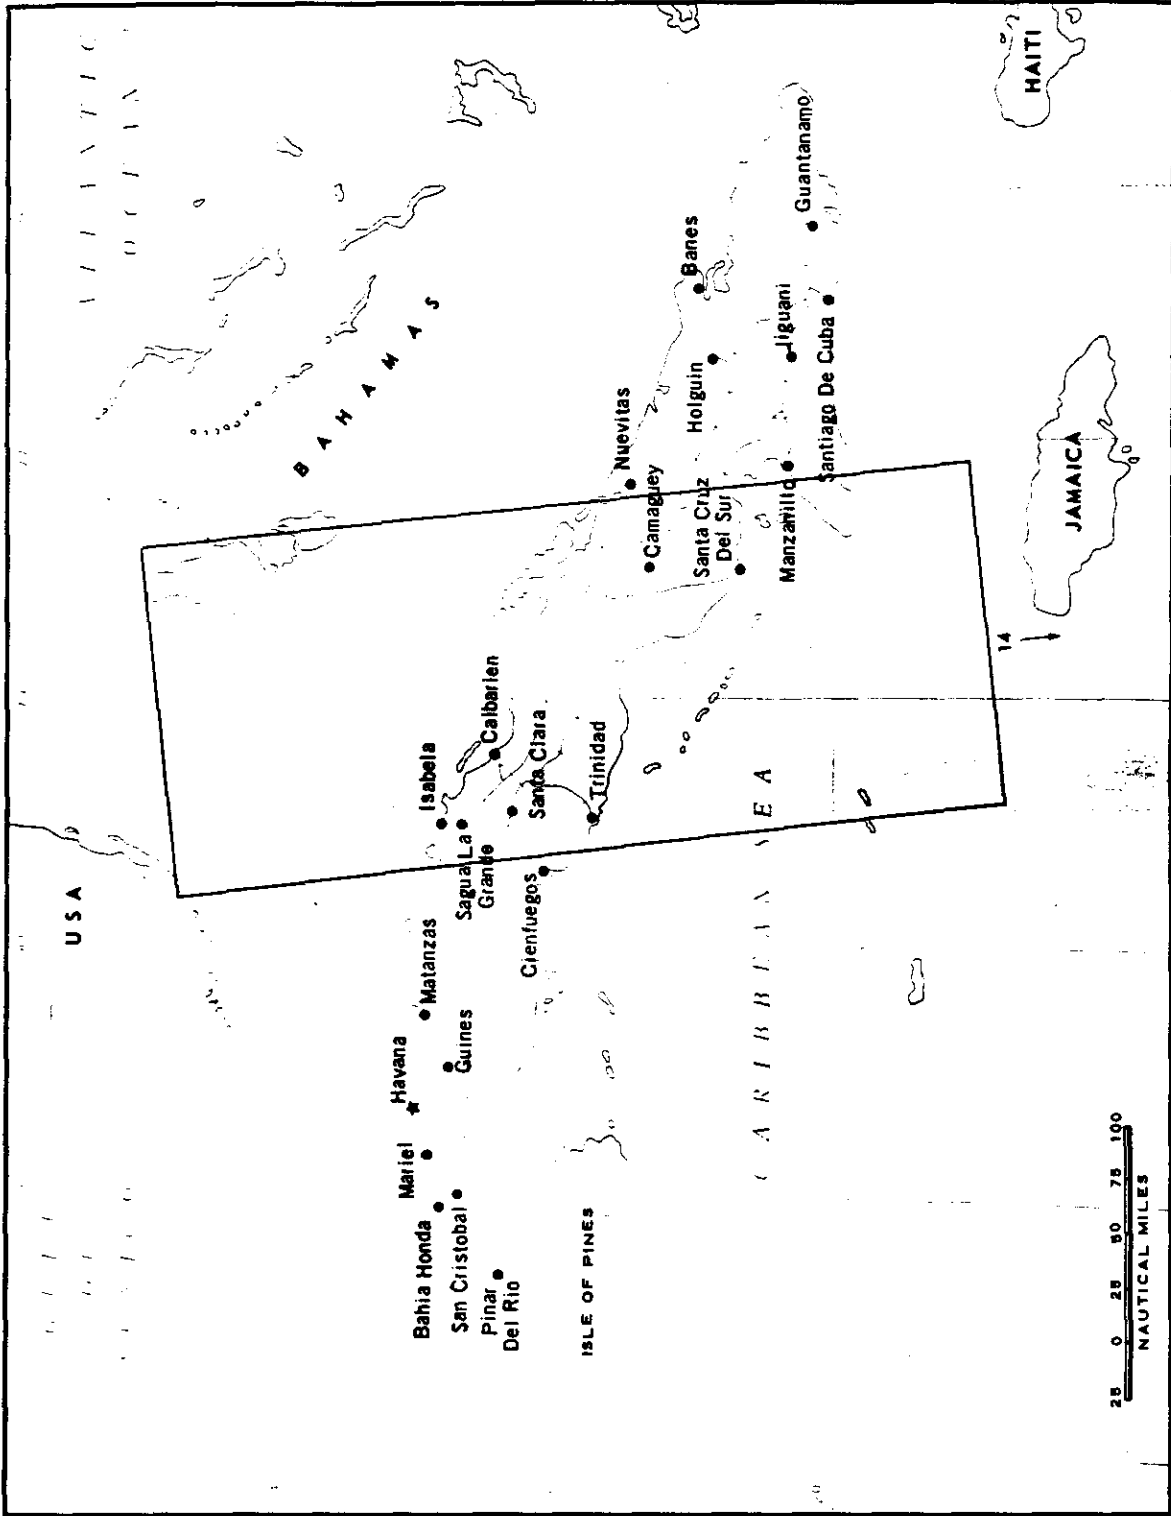 ATLANTIC
OCEAN
USA
BAHAMAS
Havana
Mariel
Matanzas
Bahia Honda
Guines
San Cristobal
Pinar
Del Rio
Isabela
Sagua La
Grande
Caibarien
Santa Clara
Cienfuegos
Trinidad
ISLE OF PINES
Nuevitas
Camaguey
Banes
Holguin
Santa Cruz
Del Sur
Jiguani
Manzanillo
Guantanamo
Santiago De Cuba
CARIBBEAN SEA
14
HAITI
JAMAICA
25 0 25 50 75 100
NAUTICAL MILES